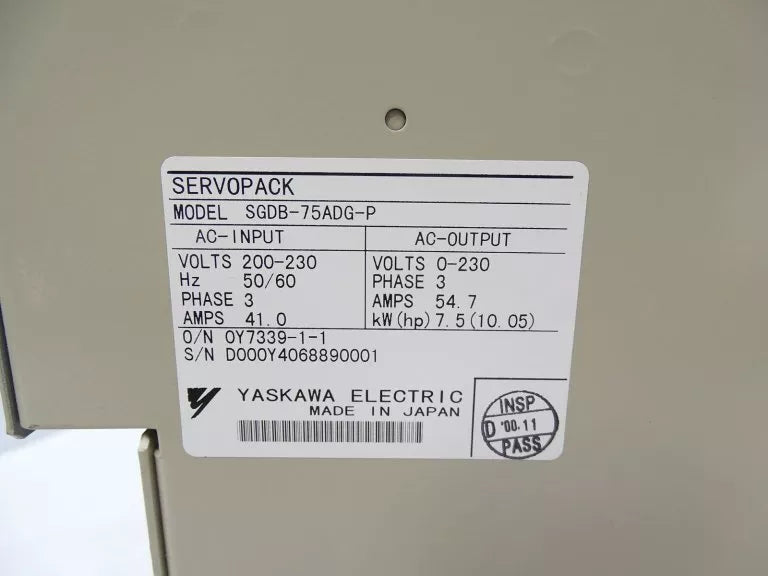 SERVOPACK
MODEL SGDB-75ADG-P
AC-INPUT
VOLTS 200-230
Hz 50/60
PHASE 3
AMPS 41.0
AC-OUTPUT
VOLTS 0-230
PHASE 3
AMPS 54.7
kW(hp) 7.5(10.05)
O/N OY7339-1-1
S/N D000Y4068890001
YASKAWA ELECTRIC
MADE IN JAPAN
INSP
D '00.11
PASS